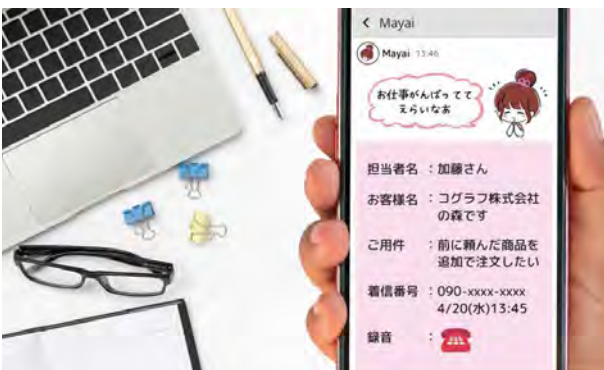 < Mayai
Mayai 13:46
お仕事がんばってて
えらいなぁ
担当者名 : 加藤さん
お客様名 : コグラフ株式会社
の森です
ご用件 : 前に頼んだ商品を
追加で注文したい
着信番号 : 090-xxxx-xxxx
4/20(水)13:45
録音 :